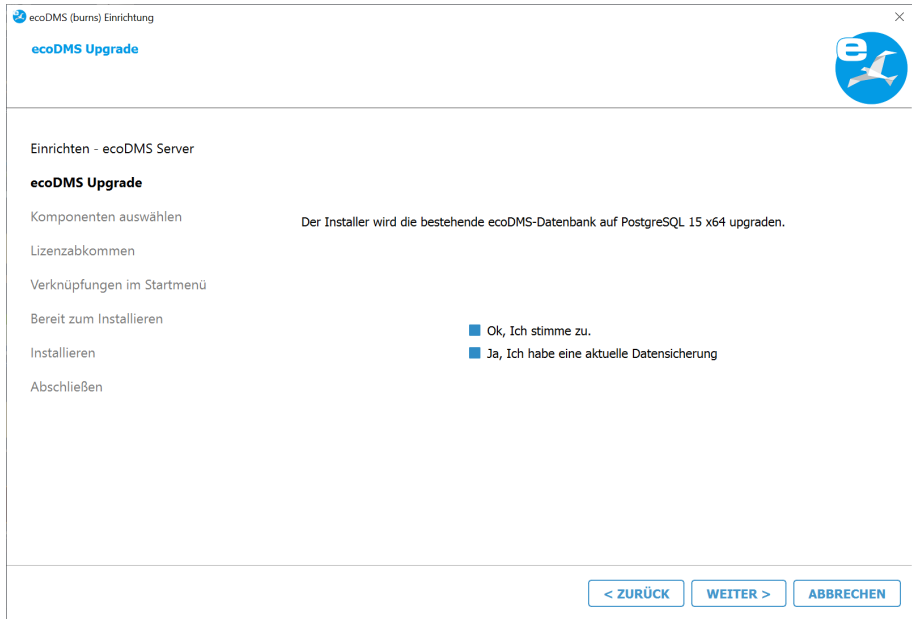 ecoDMS (burns) Einrichtung
ecoDMS Upgrade
e
Einrichten - ecoDMS Server
ecoDMS Upgrade
Komponenten auswählen
Lizenzabkommen
Verknüpfungen im Startmenü
Bereit zum Installieren
Installieren
Abschließen
Der Installer wird die bestehende ecoDMS-Datenbank auf PostgreSQL 15 x64 upgraden.
Ok, Ich stimme zu.
Ja, Ich habe eine aktuelle Datensicherung
< ZURÜCK
WEITER >
ABBRECHEN